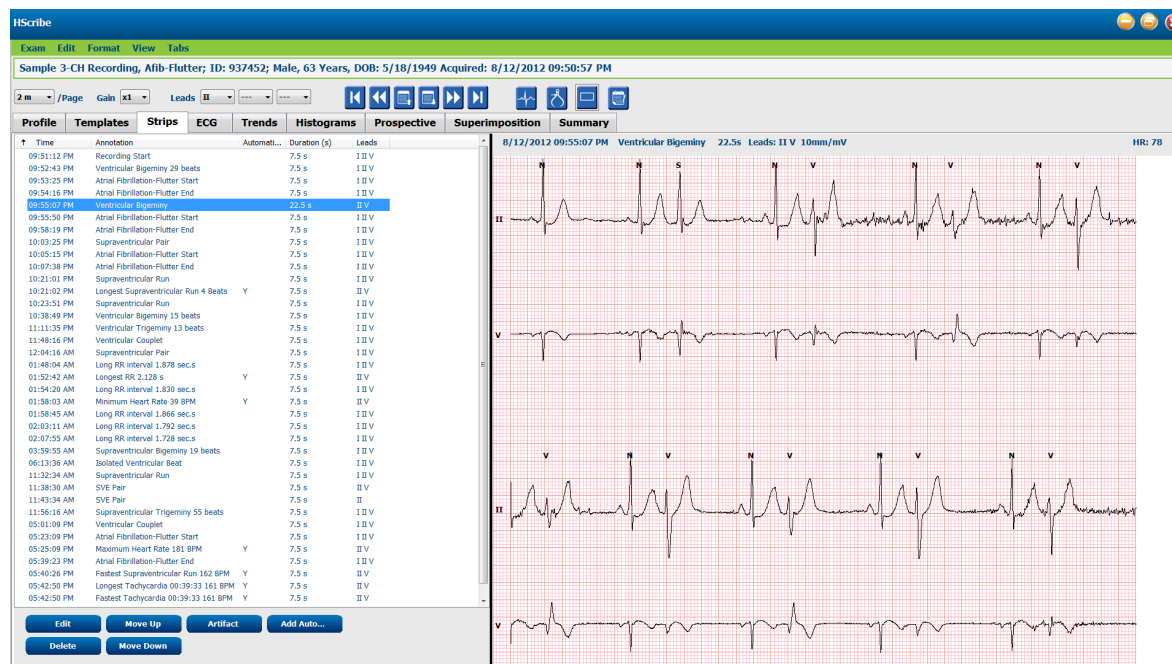 HScribe
Exam Edit Format View Tabs
Sample 3-CH Recording, Afib-Flutter; ID: 937452; Male, 63 Years, DOB: 5/18/1949 Acquired: 8/12/2012 09:50:57 PM
2 m /Page Gain x1 Leads II --- ---
Profile Templates Strips ECG Trends Histograms Prospective Superimposition Summary
↑ Time Annotation Automati... Duration (s) Leads
09:51:12 PM Recording Start 7.5 s I II V
09:52:43 PM Ventricular Bigeminy 29 beats 7.5 s I II V
09:53:25 PM Atrial Fibrillation-Flutter Start 7.5 s I II V
09:54:16 PM Atrial Fibrillation-Flutter End 7.5 s I II V
09:55:07 PM Ventricular Bigeminy 22.5 s II V
09:55:50 PM Atrial Fibrillation-Flutter Start 7.5 s I II V
09:58:19 PM Atrial Fibrillation-Flutter End 7.5 s I II V
10:03:25 PM Supraventricular Pair 7.5 s I II V
10:05:15 PM Atrial Fibrillation-Flutter Start 7.5 s I II V
10:07:38 PM Atrial Fibrillation-Flutter End 7.5 s I II V
10:21:01 PM Supraventricular Run 7.5 s I II V
10:21:02 PM Longest Supraventricular Run 4 Beats Y 7.5 s II V
10:23:51 PM Supraventricular Run 7.5 s I II V
10:38:49 PM Ventricular Bigeminy 15 beats 7.5 s I II V
11:11:35 PM Ventricular Trigeminy 13 beats 7.5 s I II V
11:48:16 PM Ventricular Couplet 7.5 s I II V
12:04:16 AM Supraventricular Pair 7.5 s I II V
01:48:04 AM Long RR interval 1.878 sec.s 7.5 s I II V
01:52:42 AM Longest RR 2.128 s Y 7.5 s II V
01:54:20 AM Long RR interval 1.830 sec.s 7.5 s I II V
01:58:03 AM Minimum Heart Rate 39 BPM Y 7.5 s II V
01:58:45 AM Long RR interval 1.866 sec.s 7.5 s I II V
02:03:11 AM Long RR interval 1.792 sec.s 7.5 s I II V
02:07:55 AM Long RR interval 1.728 sec.s 7.5 s I II V
03:59:55 AM Supraventricular Bigeminy 19 beats 7.5 s I II V
06:13:36 AM Isolated Ventricular Beat 7.5 s I II V
11:32:34 AM Supraventricular Run 7.5 s I II V
11:38:30 AM SVE Pair 7.5 s II V
11:43:34 AM SVE Pair 7.5 s II
11:56:16 AM Supraventricular Trigeminy 55 beats 7.5 s I II V
05:01:09 PM Ventricular Couplet 7.5 s I II V
05:23:09 PM Atrial Fibrillation-Flutter Start 7.5 s I II V
05:25:09 PM Maximum Heart Rate 181 BPM Y 7.5 s II V
05:39:23 PM Atrial Fibrillation-Flutter End 7.5 s I II V
05:40:26 PM Fastest Supraventricular Run 162 BPM Y 7.5 s II V
05:42:50 PM Longest Tachycardia 00:39:33 161 BPM Y 7.5 s II V
05:42:50 PM Fastest Tachycardia 00:39:33 161 BPM Y 7.5 s II V
Edit Move Up Artifact Add Auto...
Delete Move Down
8/12/2012 09:55:07 PM Ventricular Bigeminy 22.5s Leads: II V 10mm/mV HR: 78
N N S N V N V N V
II
V
V N V N V N V N V
II
V